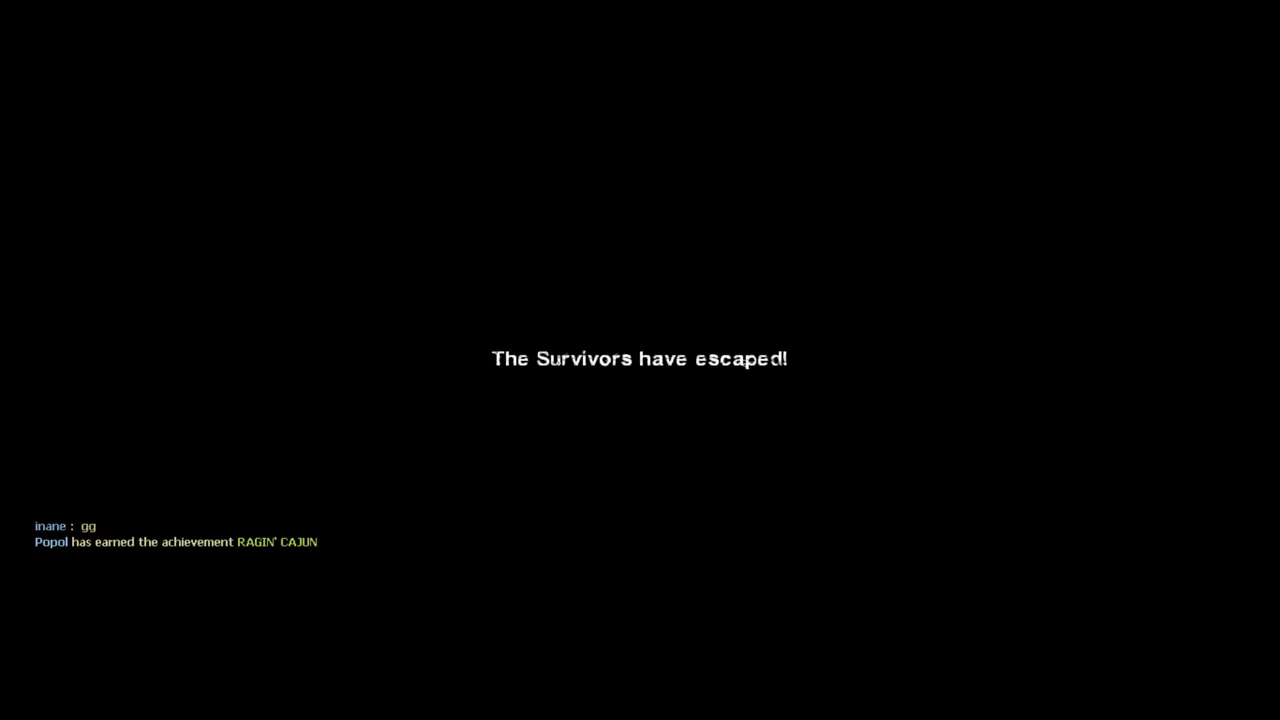 The Survivors have escaped!
inane : gg
Popol has earned the achievement RAGIN' CAJUN